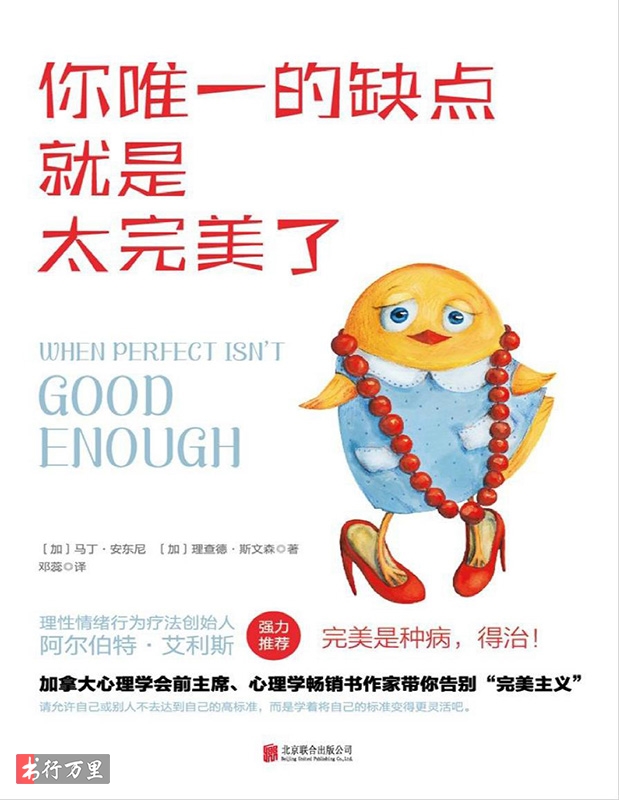 你唯一的缺点
就是
太完美了
WHEN PERFECT ISN'T
GOOD
ENOUGH
[加]马丁·安东尼 [加]理查德·斯文森◎著
邓蕊◎译
理性情绪行为疗法创始人
阿尔伯特·艾利斯
强力
推荐
完美是种病，得治！
加拿大心理学会前主席、心理学畅销书作家带你告别“完美主义”
请允许自己或别人不去达到自己的高标准，而是学着将自己的标准变得更灵活吧。
北京联合出版公司
Beijing United Publishing Co.,Ltd.
书行万里